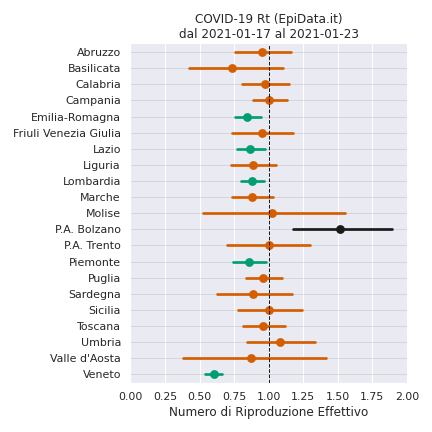 COVID-19 Rt (EpiData.it)
dal 2021-01-17 al 2021-01-23
Abruzzo
Basilicata
Calabria
Campania
Emilia-Romagna
Friuli Venezia Giulia
Lazio
Liguria
Lombardia
Marche
Molise
P.A. Bolzano
P.A. Trento
Piemonte
Puglia
Sardegna
Sicilia
Toscana
Umbria
Valle d'Aosta
Veneto
0.00 0.25 0.50 0.75 1.00 1.25 1.50 1.75 2.00
Numero di Riproduzione Effettivo